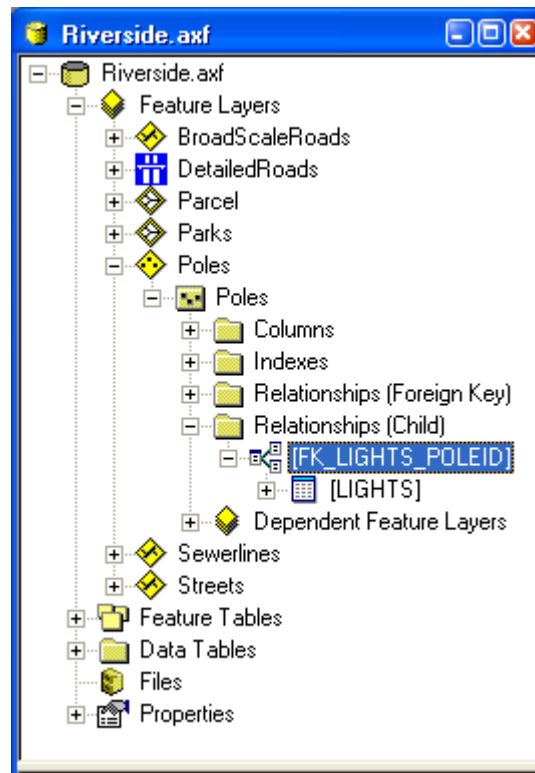 Riverside.axf
Riverside.axf
Feature Layers
BroadScaleRoads
DetailedRoads
Parcel
Parks
Poles
Poles
Columns
Indexes
Relationships (Foreign Key)
Relationships (Child)
[FK_LIGHTS_POLEID]
[LIGHTS]
Dependent Feature Layers
Sewerlines
Streets
Feature Tables
Data Tables
Files
Properties